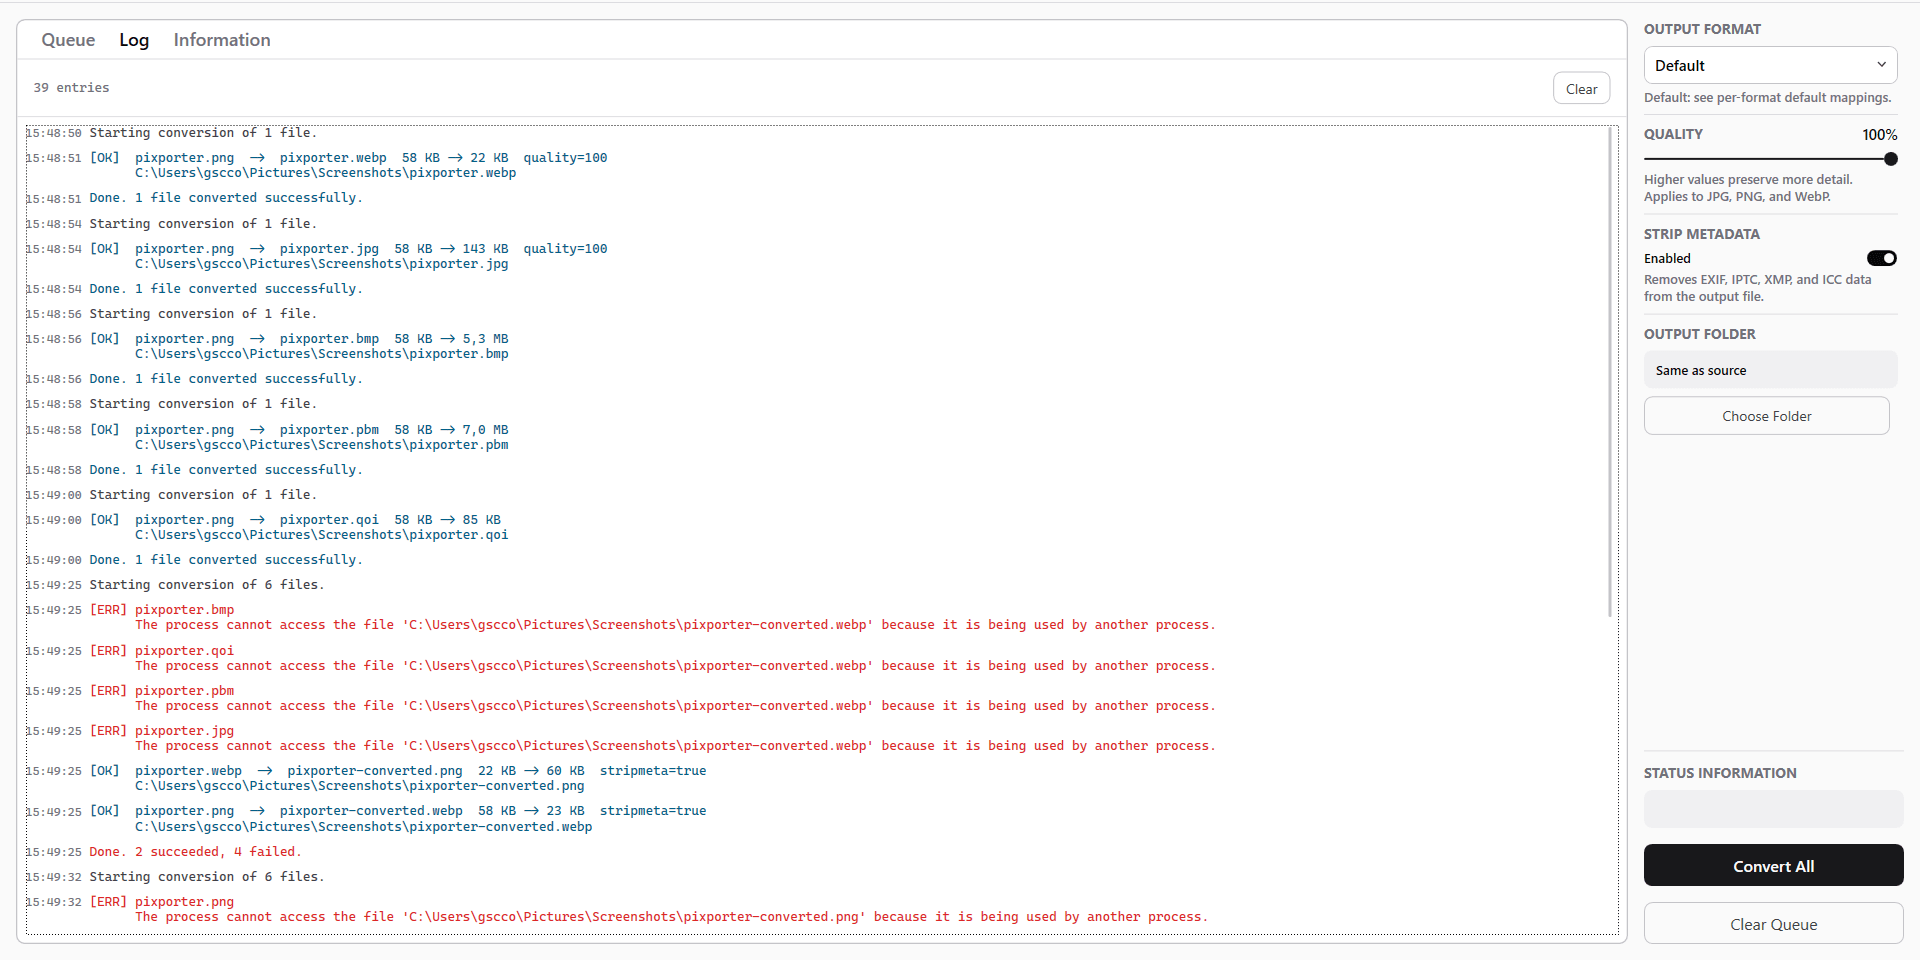 Queue Log Information
39 entries
Clear
15:48:50 Starting conversion of 1 file.
15:48:51 [OK] pixporter.png → pixporter.webp 58 KB → 22 KB quality=100
C:\Users\gscco\Pictures\Screenshots\pixporter.webp
15:48:51 Done. 1 file converted successfully.
15:48:54 Starting conversion of 1 file.
15:48:54 [OK] pixporter.png → pixporter.jpg 58 KB → 143 KB quality=100
C:\Users\gscco\Pictures\Screenshots\pixporter.jpg
15:48:54 Done. 1 file converted successfully.
15:48:56 Starting conversion of 1 file.
15:48:56 [OK] pixporter.png → pixporter.bmp 58 KB → 5,3 MB
C:\Users\gscco\Pictures\Screenshots\pixporter.bmp
15:48:56 Done. 1 file converted successfully.
15:48:58 Starting conversion of 1 file.
15:48:58 [OK] pixporter.png → pixporter.pbm 58 KB → 7,0 MB
C:\Users\gscco\Pictures\Screenshots\pixporter.pbm
15:48:58 Done. 1 file converted successfully.
15:49:00 Starting conversion of 1 file.
15:49:00 [OK] pixporter.png → pixporter.qoi 58 KB → 85 KB
C:\Users\gscco\Pictures\Screenshots\pixporter.qoi
15:49:00 Done. 1 file converted successfully.
15:49:25 Starting conversion of 6 files.
15:49:25 [ERR] pixporter.bmp
The process cannot access the file 'C:\Users\gscco\Pictures\Screenshots\pixporter-converted.webp' because it is being used by another process.
15:49:25 [ERR] pixporter.qoi
The process cannot access the file 'C:\Users\gscco\Pictures\Screenshots\pixporter-converted.webp' because it is being used by another process.
15:49:25 [ERR] pixporter.pbm
The process cannot access the file 'C:\Users\gscco\Pictures\Screenshots\pixporter-converted.webp' because it is being used by another process.
15:49:25 [ERR] pixporter.jpg
The process cannot access the file 'C:\Users\gscco\Pictures\Screenshots\pixporter-converted.webp' because it is being used by another process.
15:49:25 [OK] pixporter.webp → pixporter-converted.png 22 KB → 60 KB stripmeta=true
C:\Users\gscco\Pictures\Screenshots\pixporter-converted.png
15:49:25 [OK] pixporter.png → pixporter-converted.webp 58 KB → 23 KB stripmeta=true
C:\Users\gscco\Pictures\Screenshots\pixporter-converted.webp
15:49:25 Done. 2 succeeded, 4 failed.
15:49:32 Starting conversion of 6 files.
15:49:32 [ERR] pixporter.png
The process cannot access the file 'C:\Users\gscco\Pictures\Screenshots\pixporter-converted.png' because it is being used by another process.
OUTPUT FORMAT
Default
Default: see per-format default mappings.
QUALITY 100%
Higher values preserve more detail.
Applies to JPG, PNG, and WebP.
STRIP METADATA
Enabled
Removes EXIF, IPTC, XMP, and ICC data
from the output file.
OUTPUT FOLDER
Same as source
Choose Folder
STATUS INFORMATION
Convert All
Clear Queue